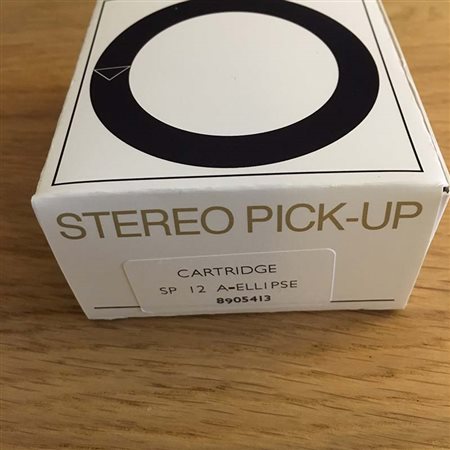 STEREO PICK-UP
CARTRIDGE
SP 12 A-ELLIPSE
8905413